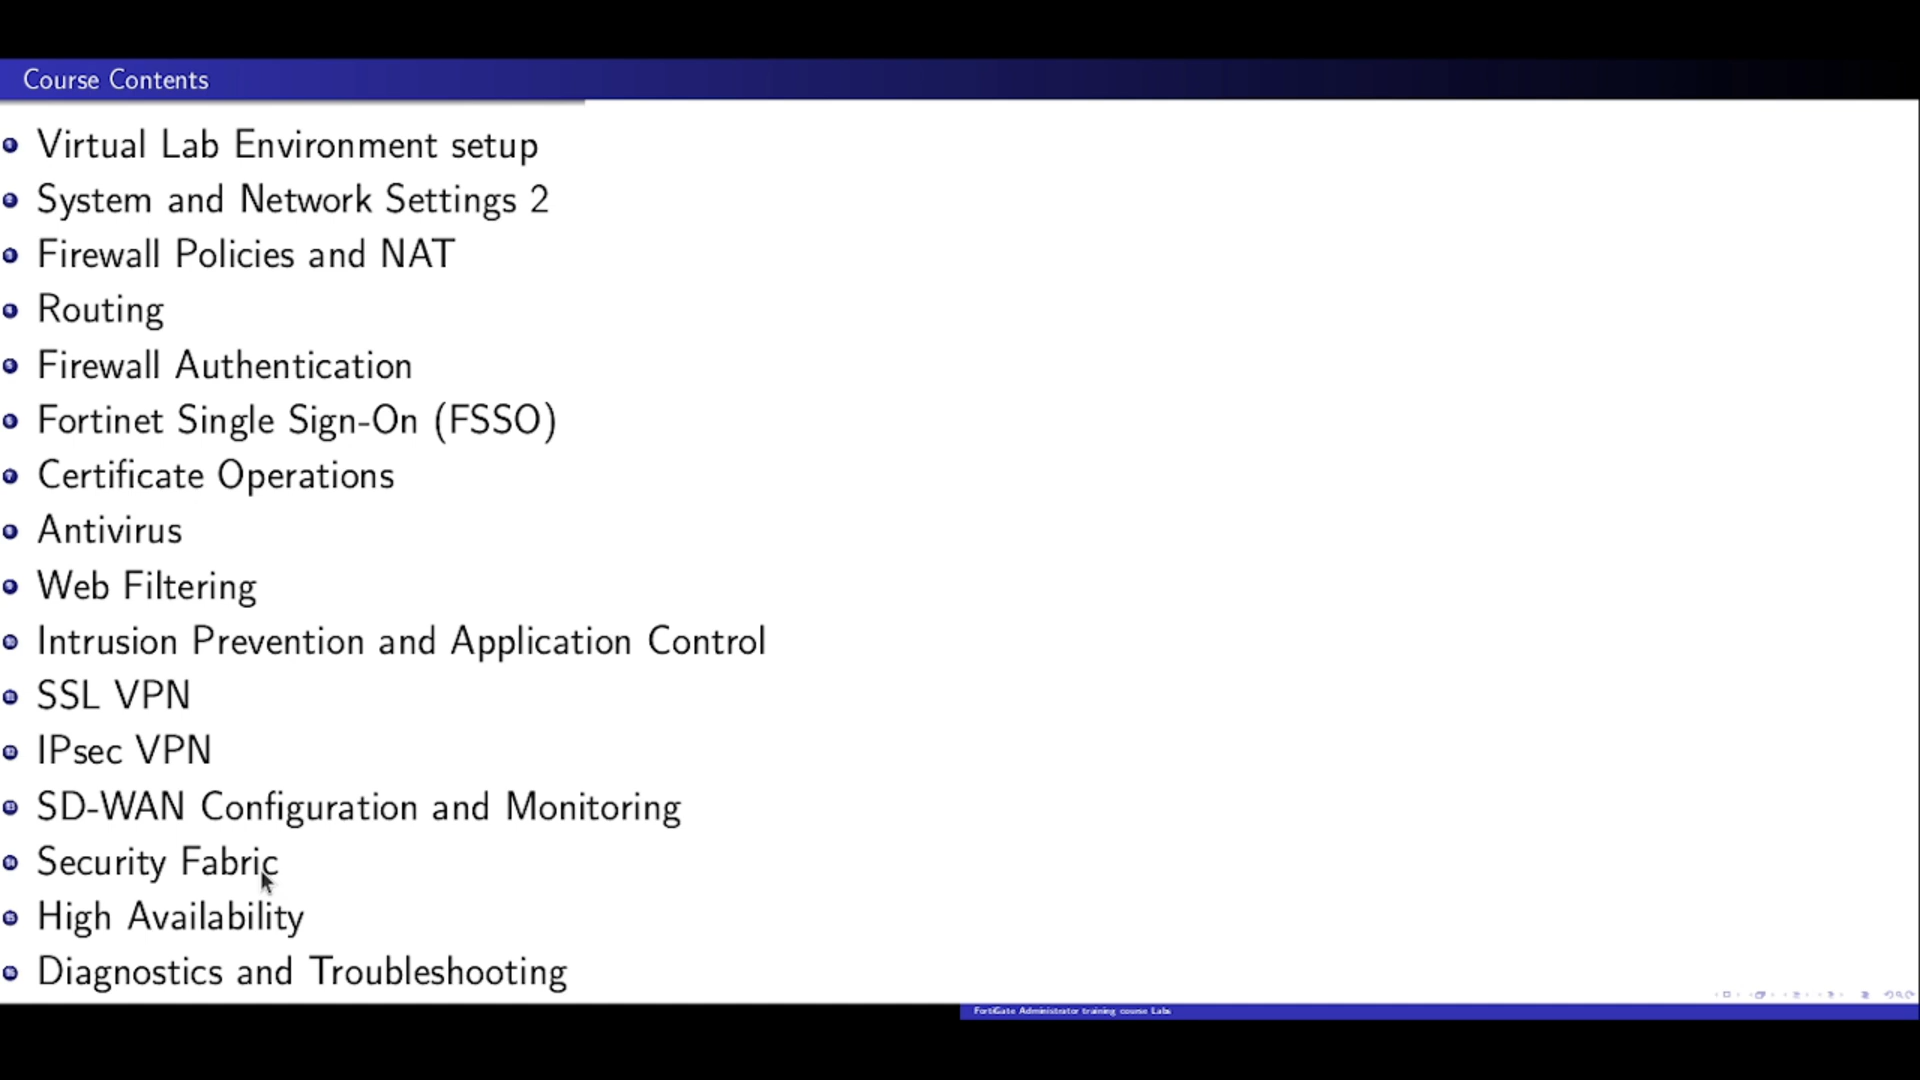 Course Contents
Virtual Lab Environment setup
System and Network Settings 2
Firewall Policies and NAT
Routing
Firewall Authentication
Fortinet Single Sign-On (FSSO)
Certificate Operations
Antivirus
Web Filtering
Intrusion Prevention and Application Control
SSL VPN
IPsec VPN
SD-WAN Configuration and Monitoring
Security Fabric
High Availability
Diagnostics and Troubleshooting
FortiGate Administrator training course Labs